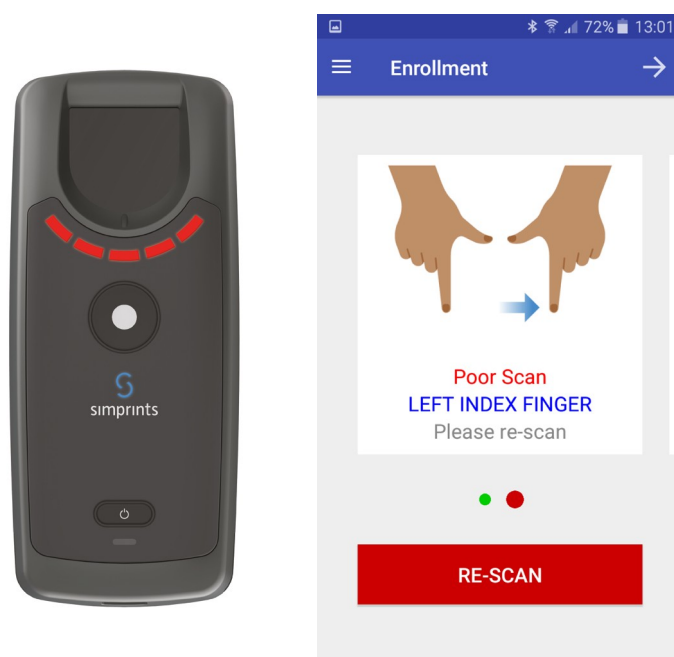 simprints
72% 13:01
Enrollment
Poor Scan
LEFT INDEX FINGER
Please re-scan
RE-SCAN